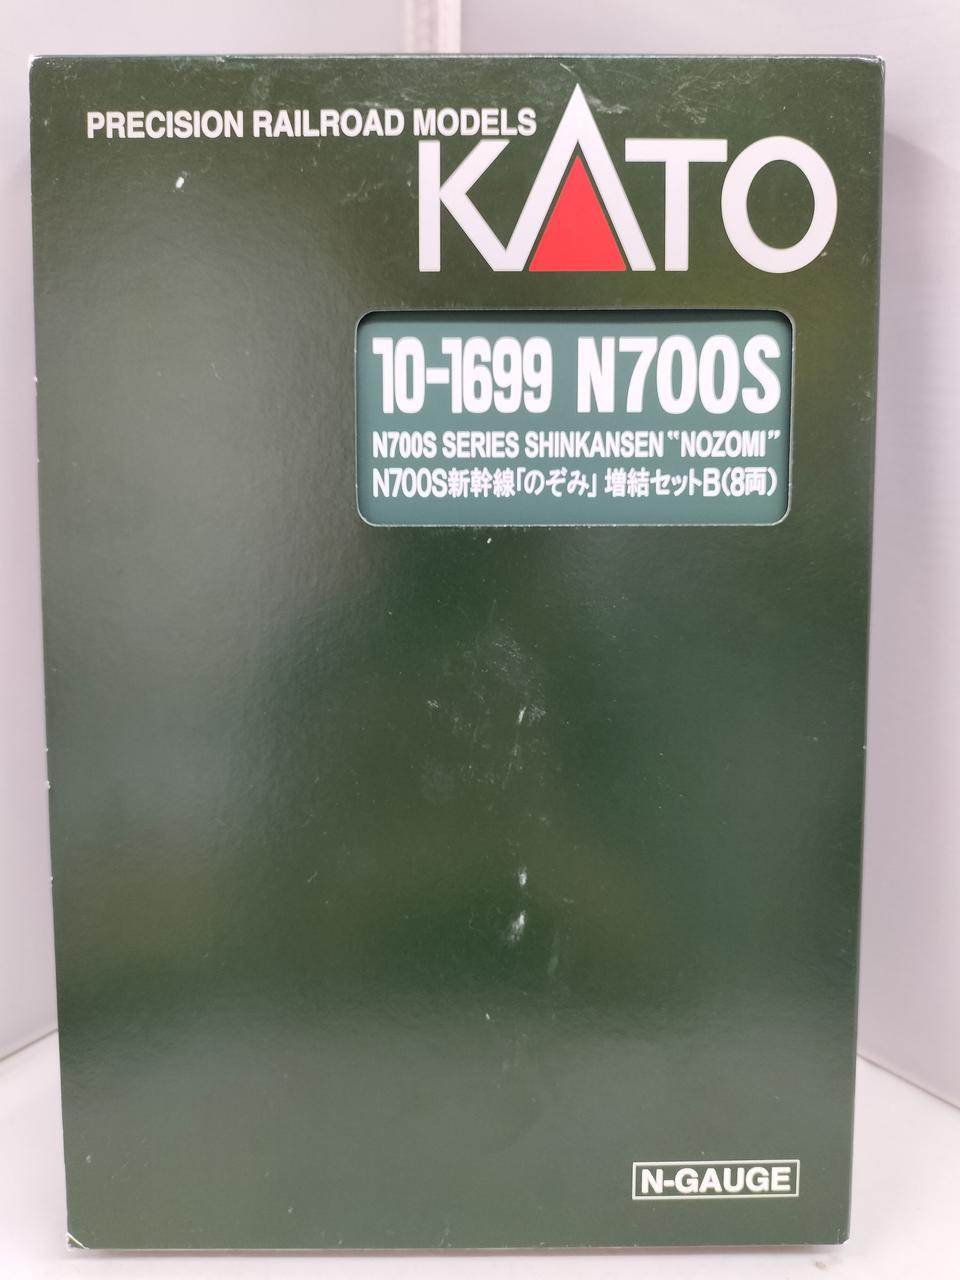 PRECISION RAILROAD MODELS
KATO
10-1699 N700S
N700S SERIES SHINKANSEN “NOZOMI”
N700S新幹線「のぞみ」 増結セットB(8両)
N-GAUGE